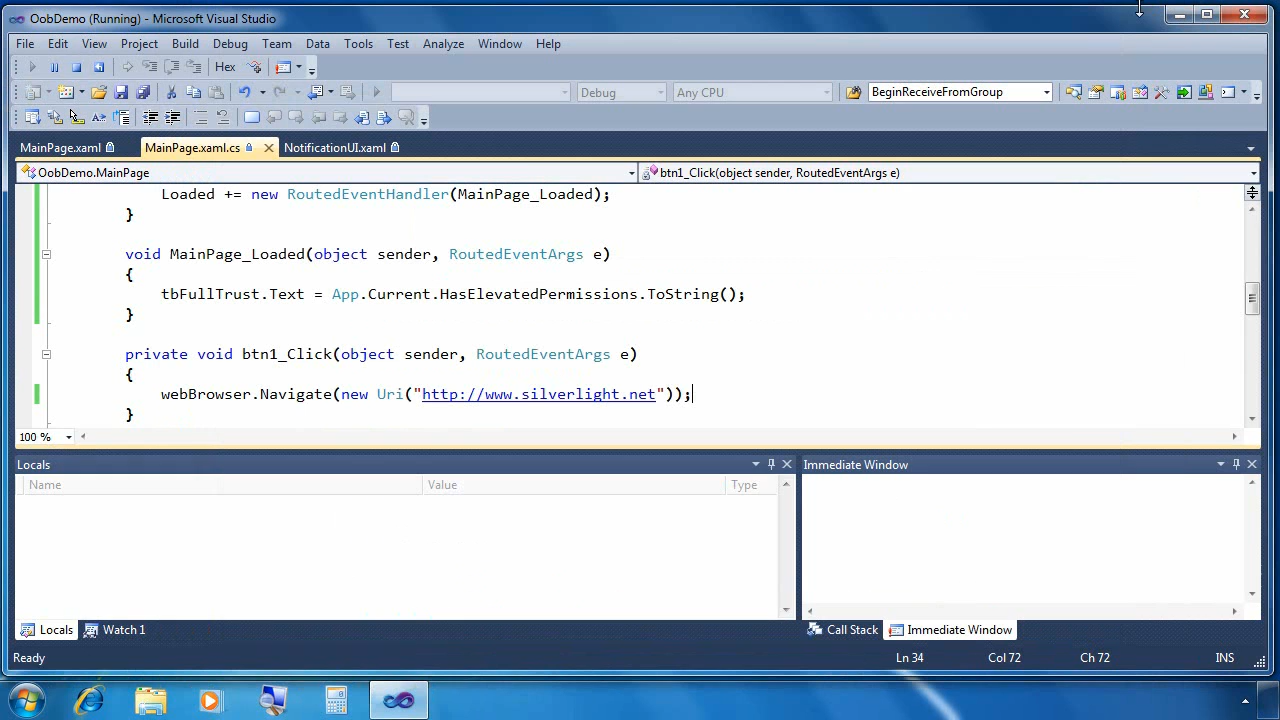 OobDemo (Running) - Microsoft Visual Studio
File Edit View Project Build Debug Team Data Tools Test Analyze Window Help
Hex
Debug Any CPU BeginReceiveFromGroup
MainPage.xaml MainPage.xaml.cs NotificationUI.xaml
OobDemo.MainPage btn1_Click(object sender, RoutedEventArgs e)
Loaded += new RoutedEventHandler(MainPage_Loaded);
}
void MainPage_Loaded(object sender, RoutedEventArgs e)
{
tbFullTrust.Text = App.Current.HasElevatedPermissions.ToString();
}
private void btn1_Click(object sender, RoutedEventArgs e)
{
webBrowser.Navigate(new Uri("http://www.silverlight.net"));
}
100 %
Locals Immediate Window
Name Value Type
Locals Watch 1 Call Stack Immediate Window
Ready Ln 34 Col 72 Ch 72 INS